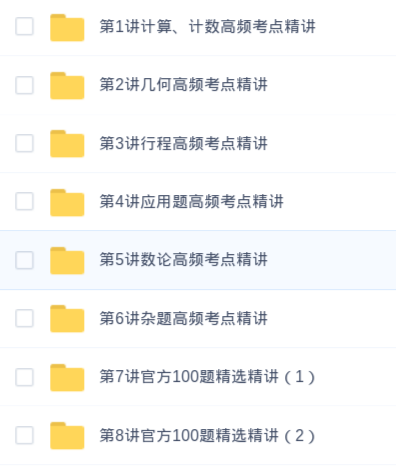 第1讲计算、计数高频考点精讲
第2讲几何高频考点精讲
第3讲行程高频考点精讲
第4讲应用题高频考点精讲
第5讲数论高频考点精讲
第6讲杂题高频考点精讲
第7讲官方100题精选精讲（1）
第8讲官方100题精选精讲（2）